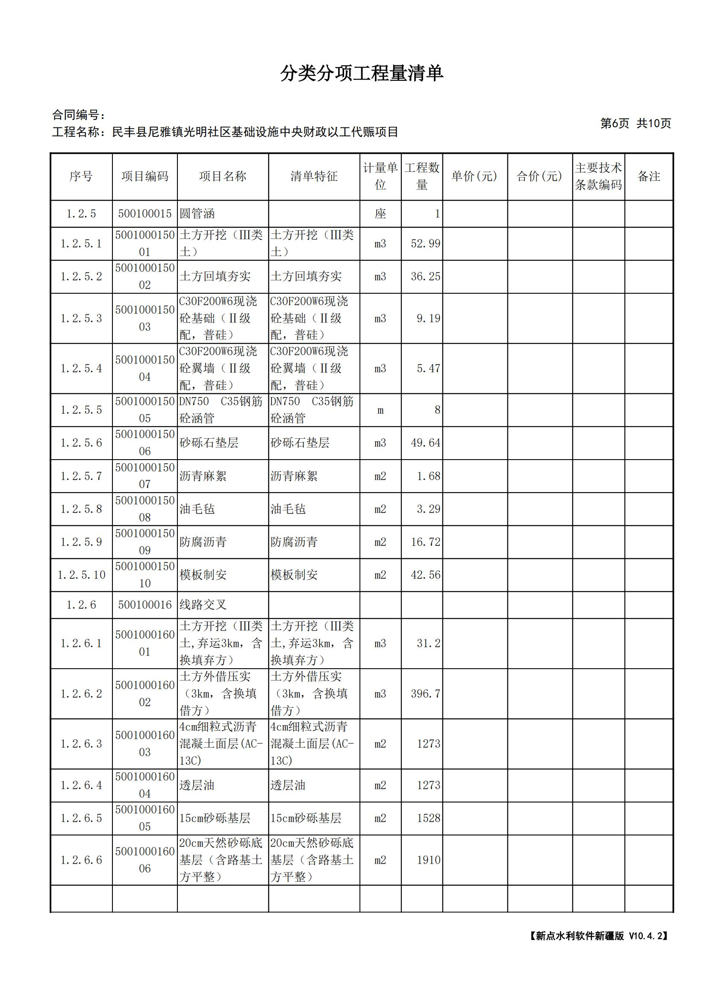 分类分项工程量清单
合同编号：
工程名称：民丰县尼雅镇光明社区基础设施中央财政以工代赈项目
第6页 共10页
序号 项目编码 项目名称 清单特征 计量单位 工程数量 单价(元) 合价(元) 主要技术条款编码 备注
1.2.5 500100015 圆管涵 座 1
1.2.5.1 500100015001 土方开挖（Ⅲ类土） 土方开挖（Ⅲ类土） m3 52.99
1.2.5.2 500100015002 土方回填夯实 土方回填夯实 m3 36.25
1.2.5.3 500100015003 C30F200W6现浇砼基础（Ⅱ级配，普硅） C30F200W6现浇砼基础（Ⅱ级配，普硅） m3 9.19
1.2.5.4 500100015004 C30F200W6现浇砼翼墙（Ⅱ级配，普硅） C30F200W6现浇砼翼墙（Ⅱ级配，普硅） m3 5.47
1.2.5.5 500100015005 DN750 C35钢筋砼涵管 DN750 C35钢筋砼涵管 m 8
1.2.5.6 500100015006 砂砾石垫层 砂砾石垫层 m3 49.64
1.2.5.7 500100015007 沥青麻絮 沥青麻絮 m2 1.68
1.2.5.8 500100015008 油毛毡 油毛毡 m2 3.29
1.2.5.9 500100015009 防腐沥青 防腐沥青 m2 16.72
1.2.5.10 500100015010 模板制安 模板制安 m2 42.56
1.2.6 500100016 线路交叉
1.2.6.1 500100016001 土方开挖（Ⅲ类土,弃运3km，含换填弃方） 土方开挖（Ⅲ类土,弃运3km，含换填弃方） m3 31.2
1.2.6.2 500100016002 土方外借压实（3km，含换填借方） 土方外借压实（3km，含换填借方） m3 396.7
1.2.6.3 500100016003 4cm细粒式沥青混凝土面层(AC-13C) 4cm细粒式沥青混凝土面层(AC-13C) m2 1273
1.2.6.4 500100016004 透层油 透层油 m2 1273
1.2.6.5 500100016005 15cm砂砾基层 15cm砂砾基层 m2 1528
1.2.6.6 500100016006 20cm天然砂砾底基层（含路基土方平整） 20cm天然砂砾底基层（含路基土方平整） m2 1910
【新点水利软件新疆版 V10.4.2】